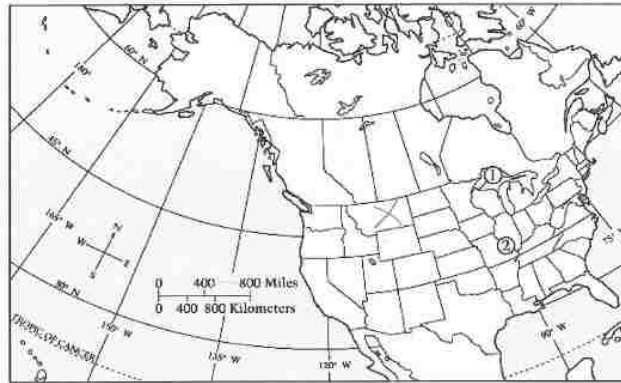 60° N
180°
60°
45° N
165° W
N
W
E
S
30° N
0 400 800 Miles
0 400 800 Kilometers
TROPIC OF CANCER
150° W
135° W
120° W
90° W
75°
1
2